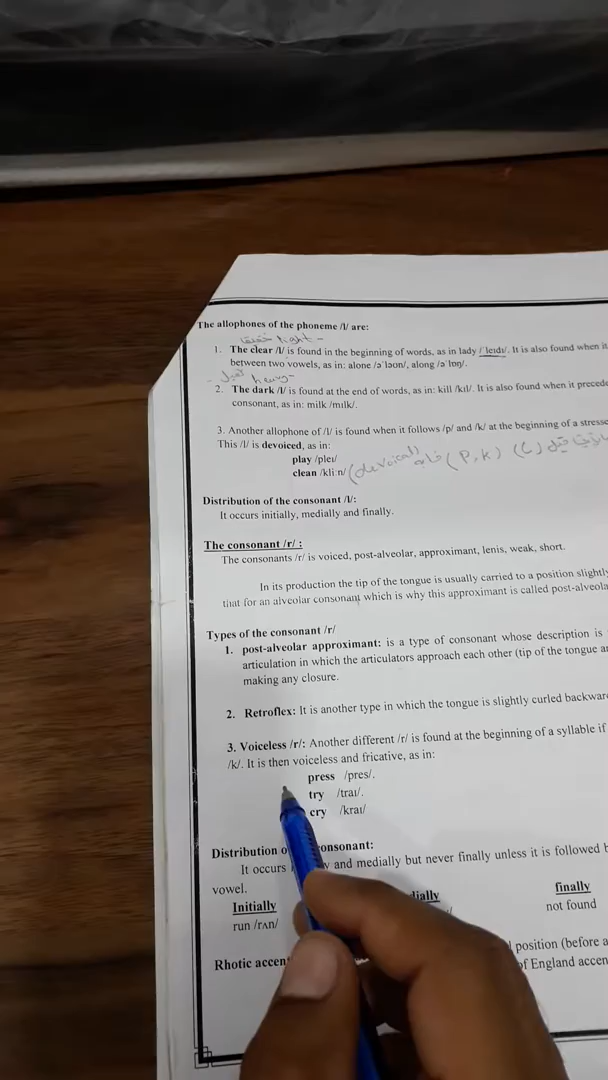 The allophones of the phoneme /l/ are:
خفيف light -
1. The clear /l/ is found in the beginning of words, as in lady /ˈleɪdɪ/. It is also found when it
between two vowels, as in: alone /əˈləʊn/, along /əˈlɒŋ/.
- ثقيل heavy -
2. The dark /l/ is found at the end of words, as in: kill /kɪl/. It is also found when it precede
consonant, as in: milk /mɪlk/.
3. Another allophone of /l/ is found when it follows /p/ and /k/ at the beginning of a stresse
This /l/ is devoiced, as in:
play /pleɪ/
clean /kli:n/ (devoical) (P, k) (L)
Distribution of the consonant /l/:
It occurs initially, medially and finally.
The consonant /r/ :
The consonants /r/ is voiced, post-alveolar, approximant, lenis, weak, short.
In its production the tip of the tongue is usually carried to a position slightly
that for an alveolar consonant which is why this approximant is called post-alveola
Types of the consonant /r/
1. post-alveolar approximant: is a type of consonant whose description is
articulation in which the articulators approach each other (tip of the tongue an
making any closure.
2. Retroflex: It is another type in which the tongue is slightly curled backwar
3. Voiceless /r/: Another different /r/ is found at the beginning of a syllable if
/k/. It is then voiceless and fricative, as in:
press /pres/.
try /traɪ/.
cry /kraɪ/
Distribution o consonant:
It occurs and medially but never finally unless it is followed b
vowel.
Initially dially finally
run /rʌn/ not found
Rhotic accen position (before a
of England accen